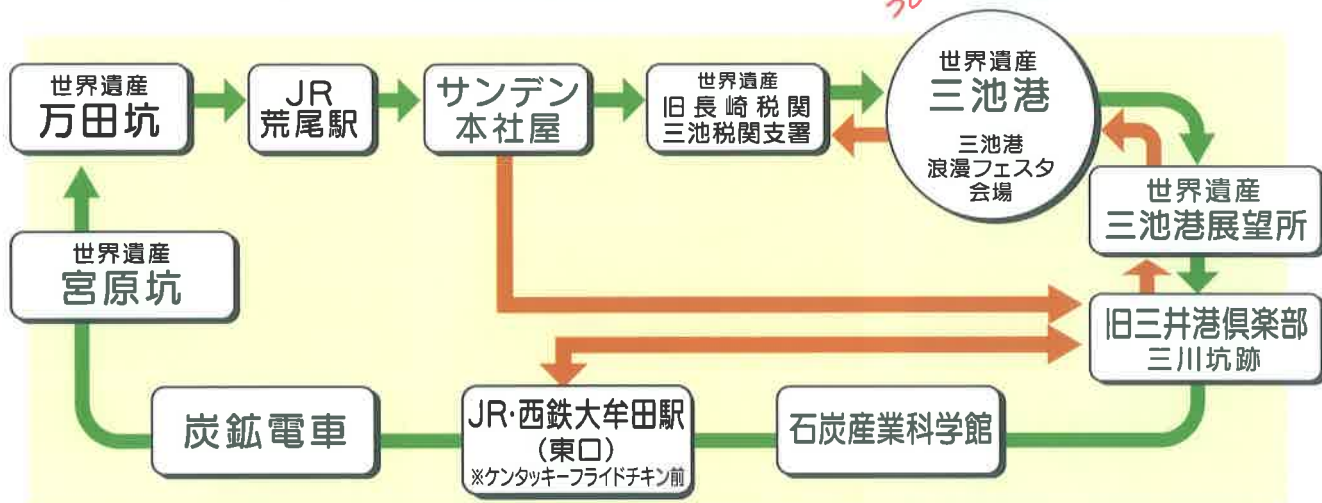 世界遺産
万田坑
JR
荒尾駅
サンデン
本社屋
世界遺産
旧長崎税関
三池税関支署
世界遺産
三池港
三池港
浪漫フェスタ
会場
世界遺産
三池港展望所
旧三井港倶楽部
三川坑跡
石炭産業科学館
JR・西鉄大牟田駅
(東口)
※ケンタッキーフライドチキン前
炭鉱電車
世界遺産
宮原坑